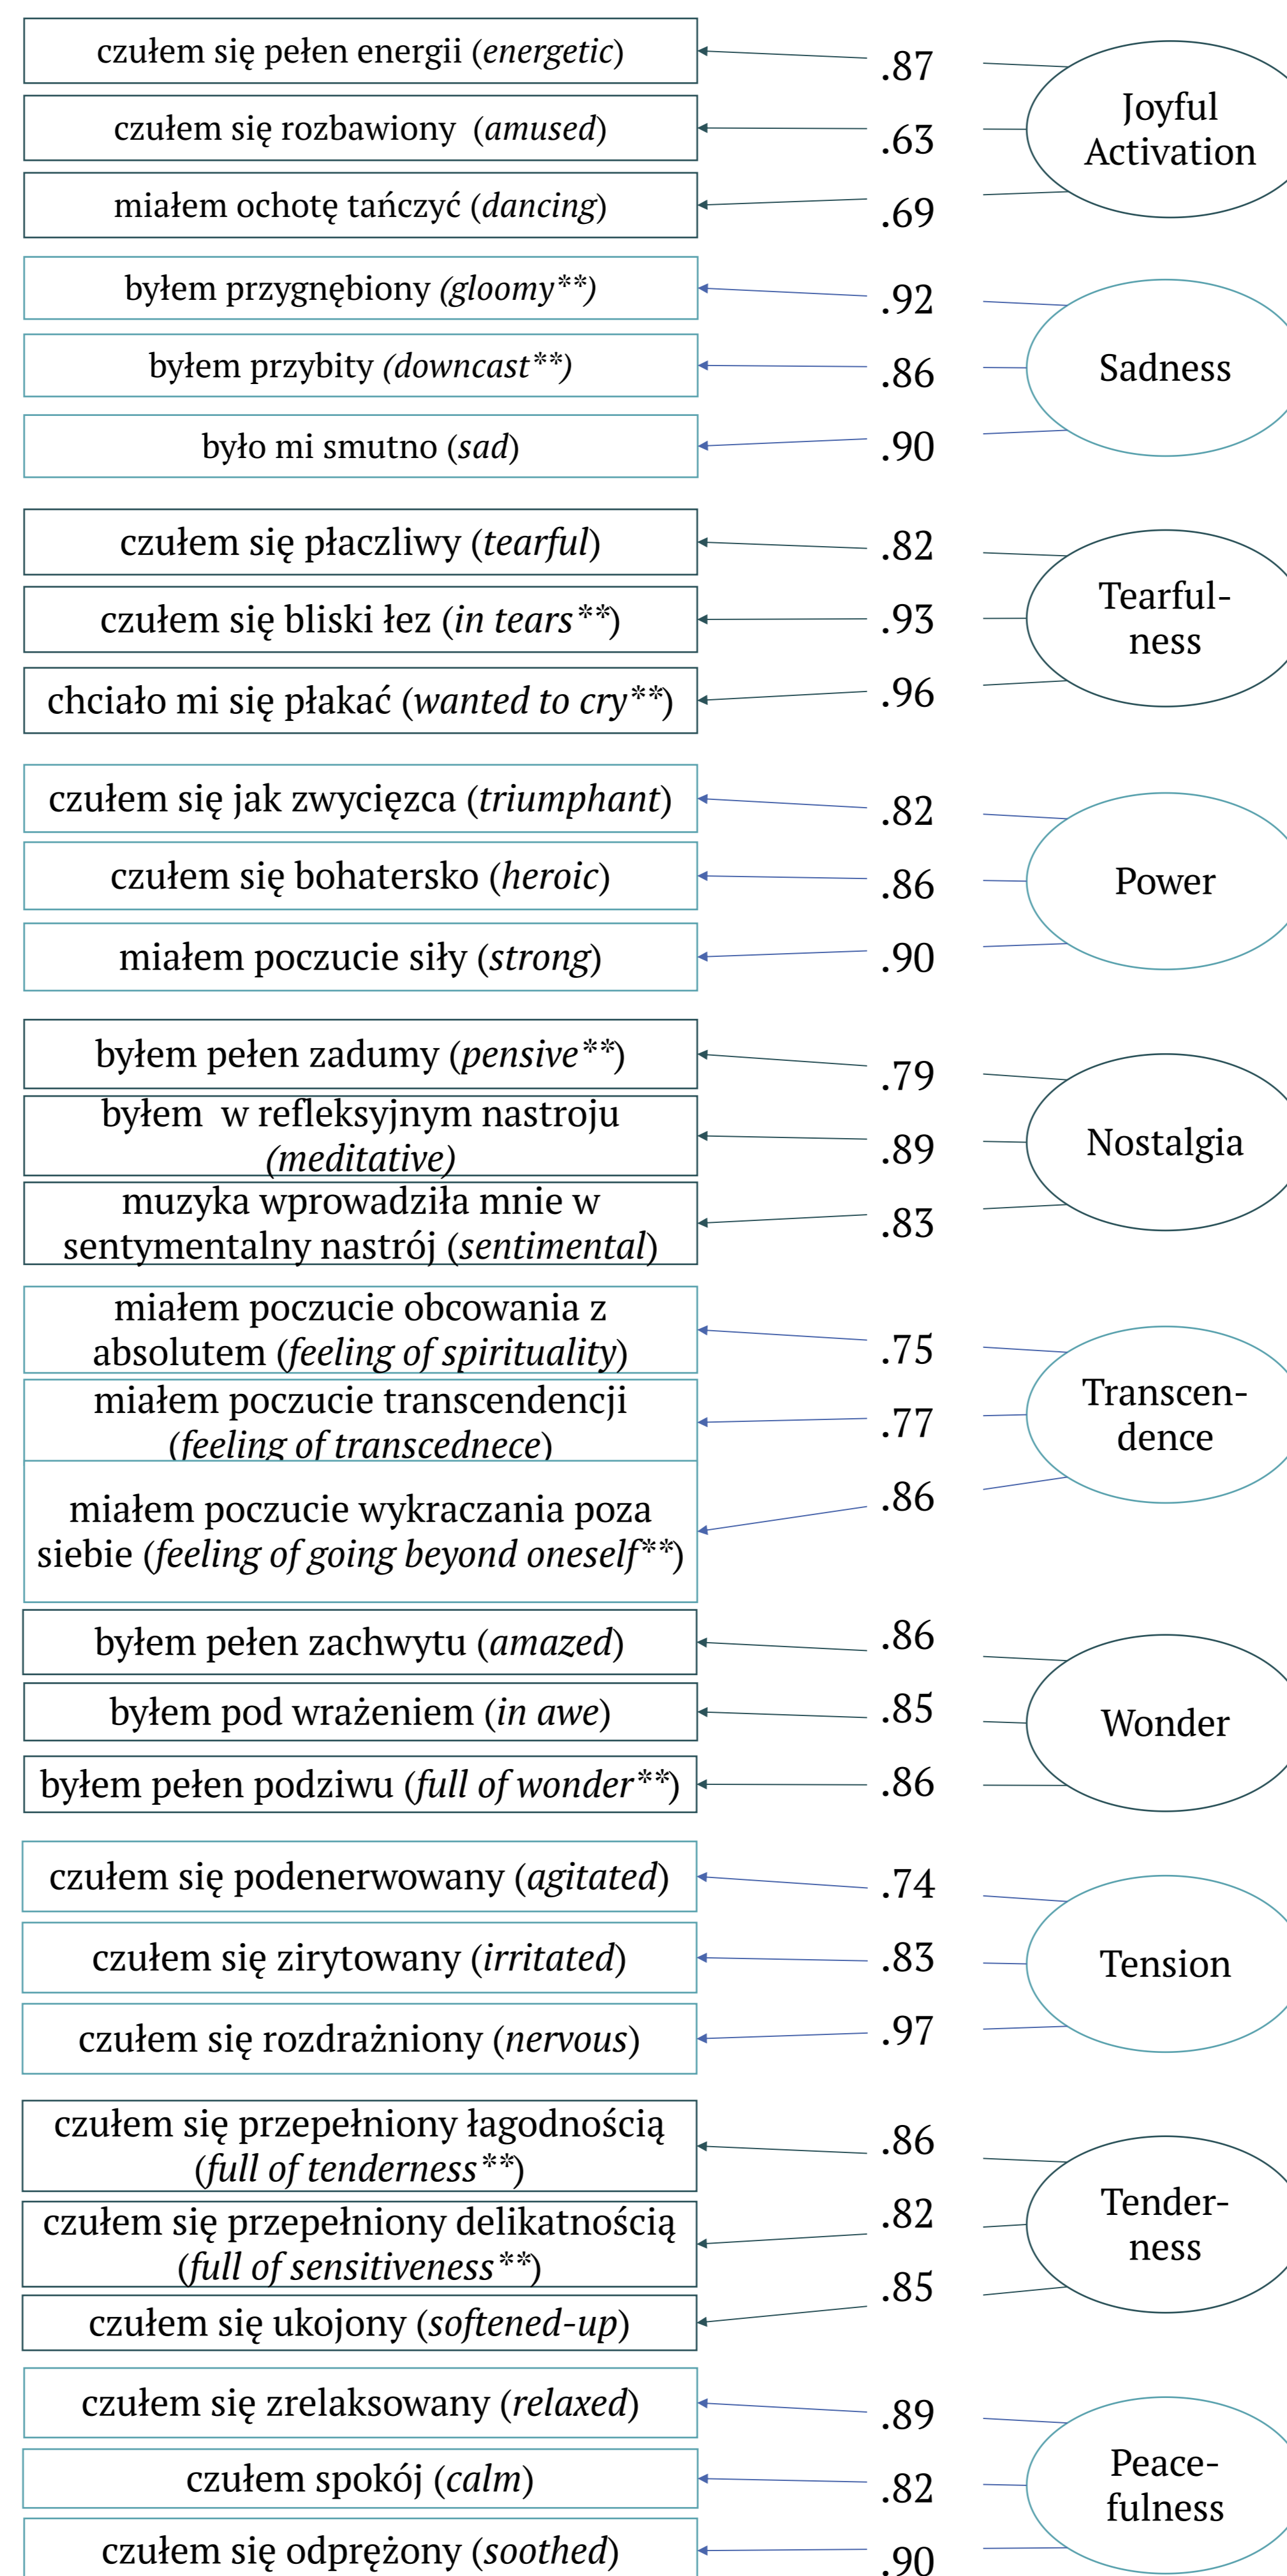 czułem się pełen energii (energetic)
.87
czułem się rozbawiony (amused)
.63
miałem ochotę tańczyć (dancing)
.69
Joyful
Activation
byłem przygnębiony (gloomy**)
.92
byłem przybity (downcast**)
.86
było mi smutno (sad)
.90
Sadness
czułem się płaczliwy (tearful)
.82
czułem się bliski łez (in tears**)
.93
chciało mi się płakać (wanted to cry**)
.96
Tearful-
ness
czułem się jak zwycięzca (triumphant)
.82
czułem się bohatersko (heroic)
.86
miałem poczucie siły (strong)
.90
Power
byłem pełen zadumy (pensive**)
.79
byłem w refleksyjnym nastroju
(meditative)
.89
muzyka wprowadziła mnie w
sentymentalny nastrój (sentimental)
.83
Nostalgia
miałem poczucie obcowania z
absolutem (feeling of spirituality)
.75
miałem poczucie transcendencji
(feeling of transcednece)
.77
miałem poczucie wykraczania poza
siebie (feeling of going beyond oneself**)
.86
Transcen-
dence
byłem pełen zachwytu (amazed)
.86
byłem pod wrażeniem (in awe)
.85
byłem pełen podziwu (full of wonder**)
.86
Wonder
czułem się podenerwowany (agitated)
.74
czułem się zirytowany (irritated)
.83
czułem się rozdrażniony (nervous)
.97
Tension
czułem się przepełniony łagodnością
(full of tenderness**)
.86
czułem się przepełniony delikatnością
(full of sensitiveness**)
.82
czułem się ukojony (softened-up)
.85
Tender-
ness
czułem się zrelaksowany (relaxed)
.89
czułem spokój (calm)
.82
czułem się odprężony (soothed)
.90
Peace-
fulness